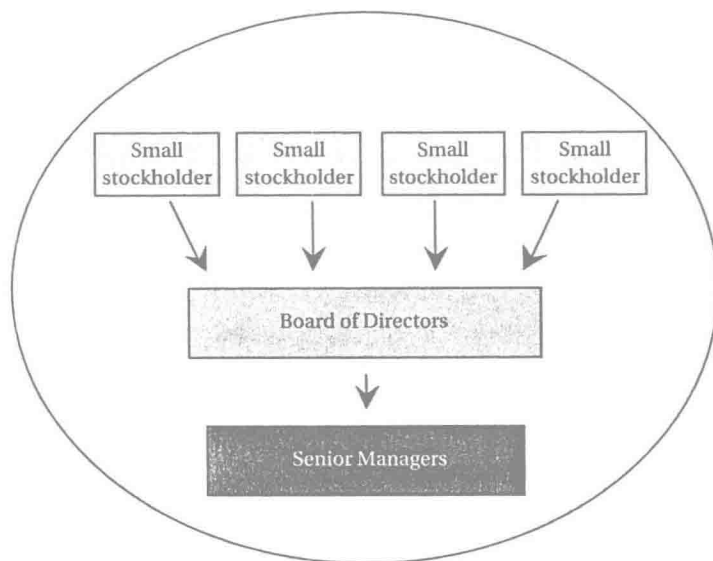 Small
stockholder
Small
stockholder
Small
stockholder
Small
stockholder
Board of Directors
Senior Managers